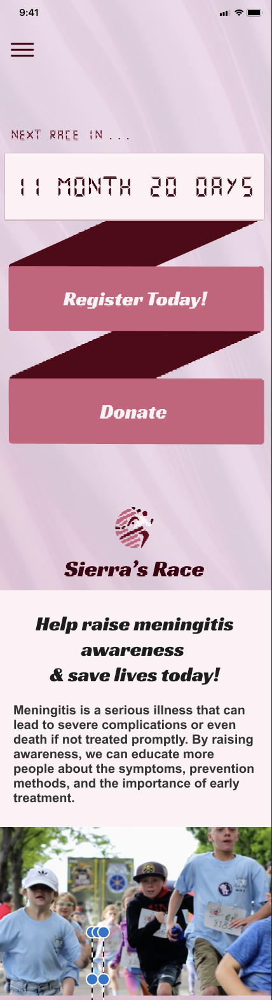 9:41
NEXT RACE IN ...
11 MONTH 20 DAYS
Register Today!
Donate
Sierra's Race
Help raise meningitis
awareness
& save lives today!
Meningitis is a serious illness that can
lead to severe complications or even
death if not treated promptly. By raising
awareness, we can educate more
people about the symptoms, prevention
methods, and the importance of early
treatment.